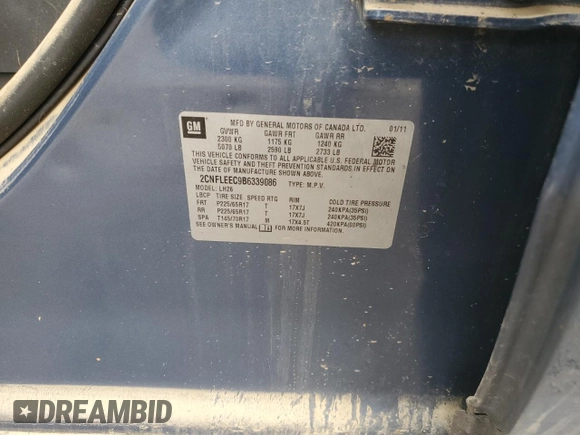 GM
MFD BY GENERAL MOTORS OF CANADA LTD. 01/11
GVWR GAWR FRT GAWR RR
2300 KG 1175 KG 1240 KG
5070 LB 2590 LB 2733 LB
THIS VEHICLE CONFORMS TO ALL APPLICABLE U.S. FEDERAL MOTOR
VEHICLE SAFETY AND THEFT PREVENTION STANDARDS IN EFFECT ON
THE DATE OF MANUFACTURE SHOWN ABOVE.
2CNFLEEC9B6339086 TYPE: M.P.V.
MODEL: LH26
LBCP TIRE SIZE SPEED RTG RIM COLD TIRE PRESSURE
FRT P225/65R17 T 17X7J 240KPA(35PSI)
RR P225/65R17 T 17X7J 240KPA(35PSI)
SPA T145/70R17 M 17X4.5T 420KPA(60PSI)
SEE OWNER'S MANUAL FOR MORE INFORMATION.
DREAMBID